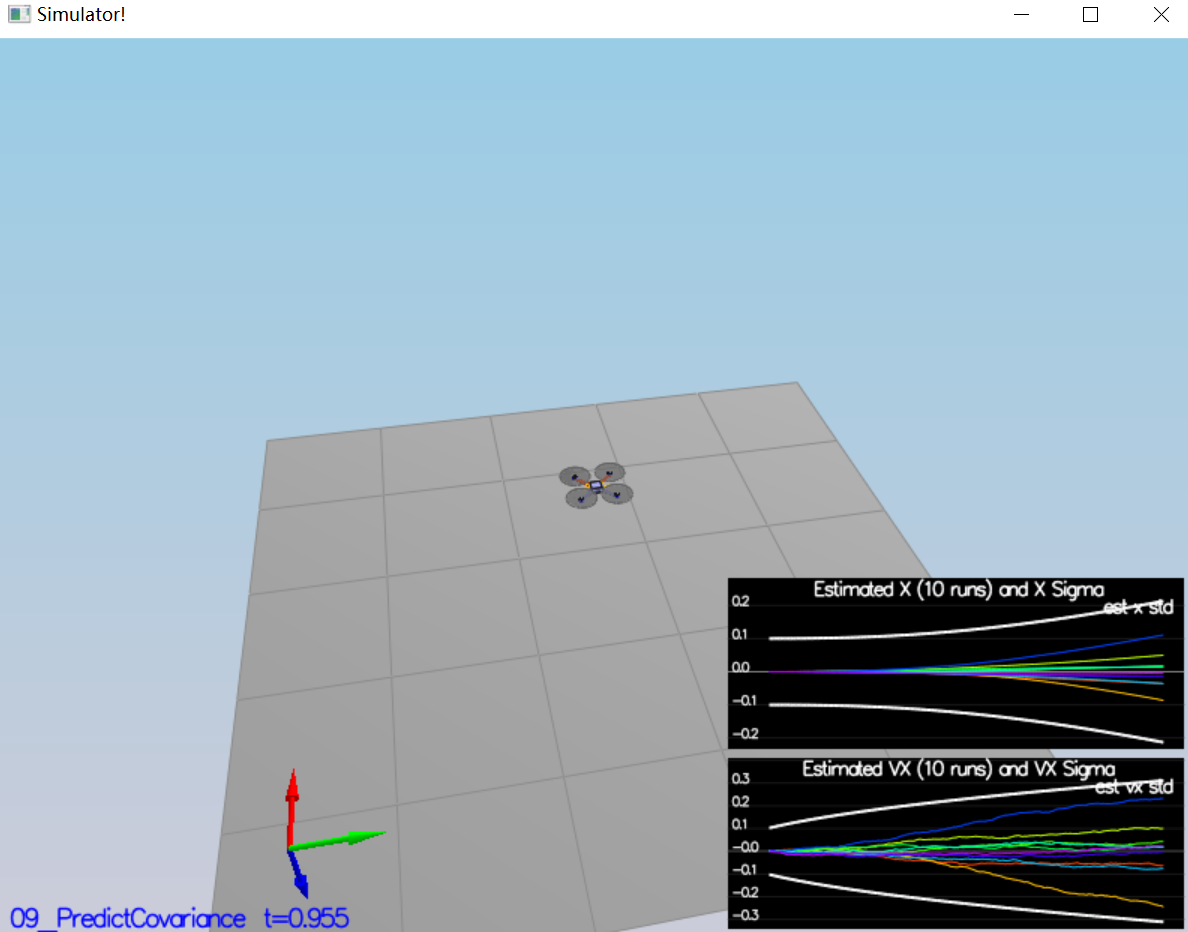 Simulator!
Estimated X (10 runs) and X Sigma
est x std
0.2
0.1
0.0
−0.1
−0.2
Estimated VX (10 runs) and VX Sigma
est vx std
0.3
0.2
0.1
−0.0
−0.1
−0.2
−0.3
09_PredictCovariance t=0.955